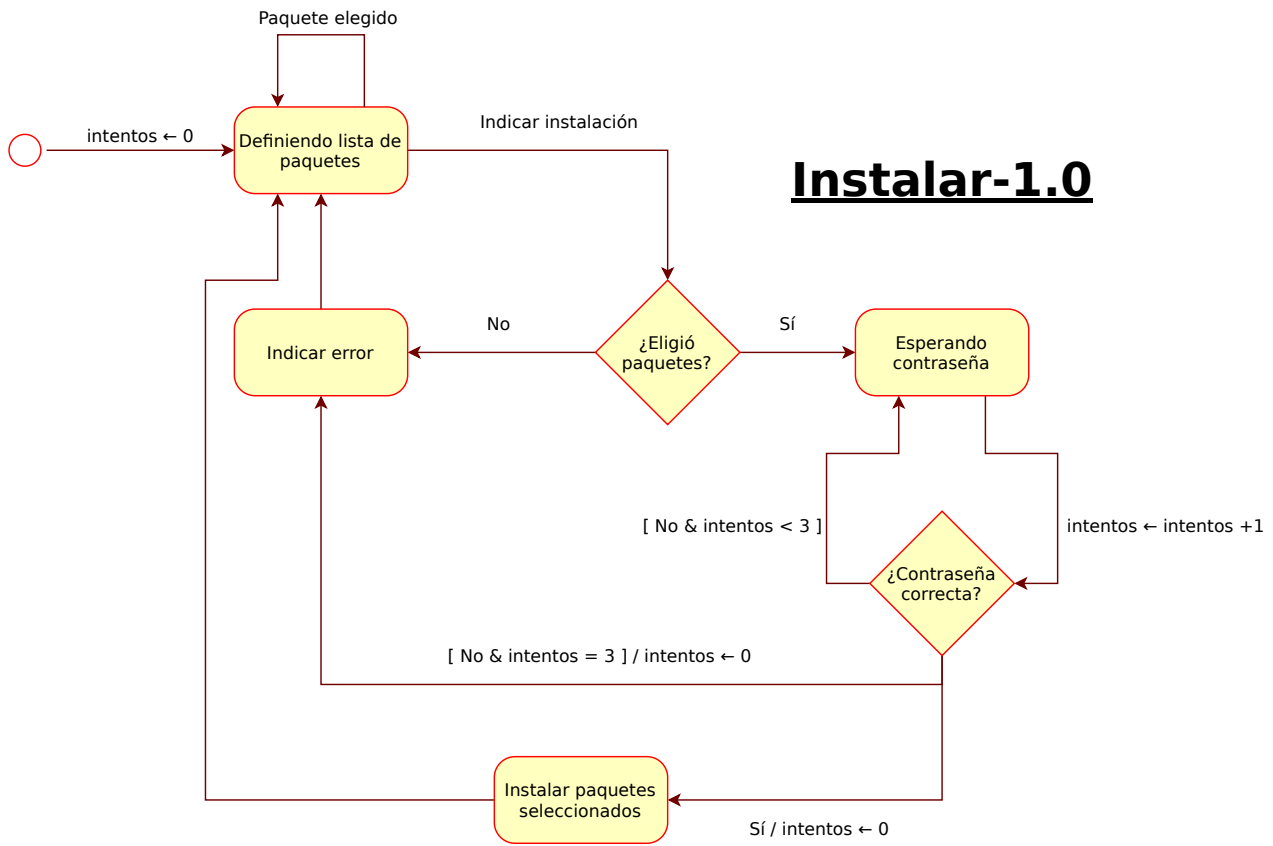 Paquete elegido
intentos ← 0
Definiendo lista de
paquetes
Indicar instalación
Instalar-1.0
Indicar error
No
¿Eligió
paquetes?
Sí
Esperando
contraseña
[ No & intentos < 3 ]
intentos ← intentos +1
¿Contraseña
correcta?
[ No & intentos = 3 ] / intentos ← 0
Instalar paquetes
seleccionados
Sí / intentos ← 0